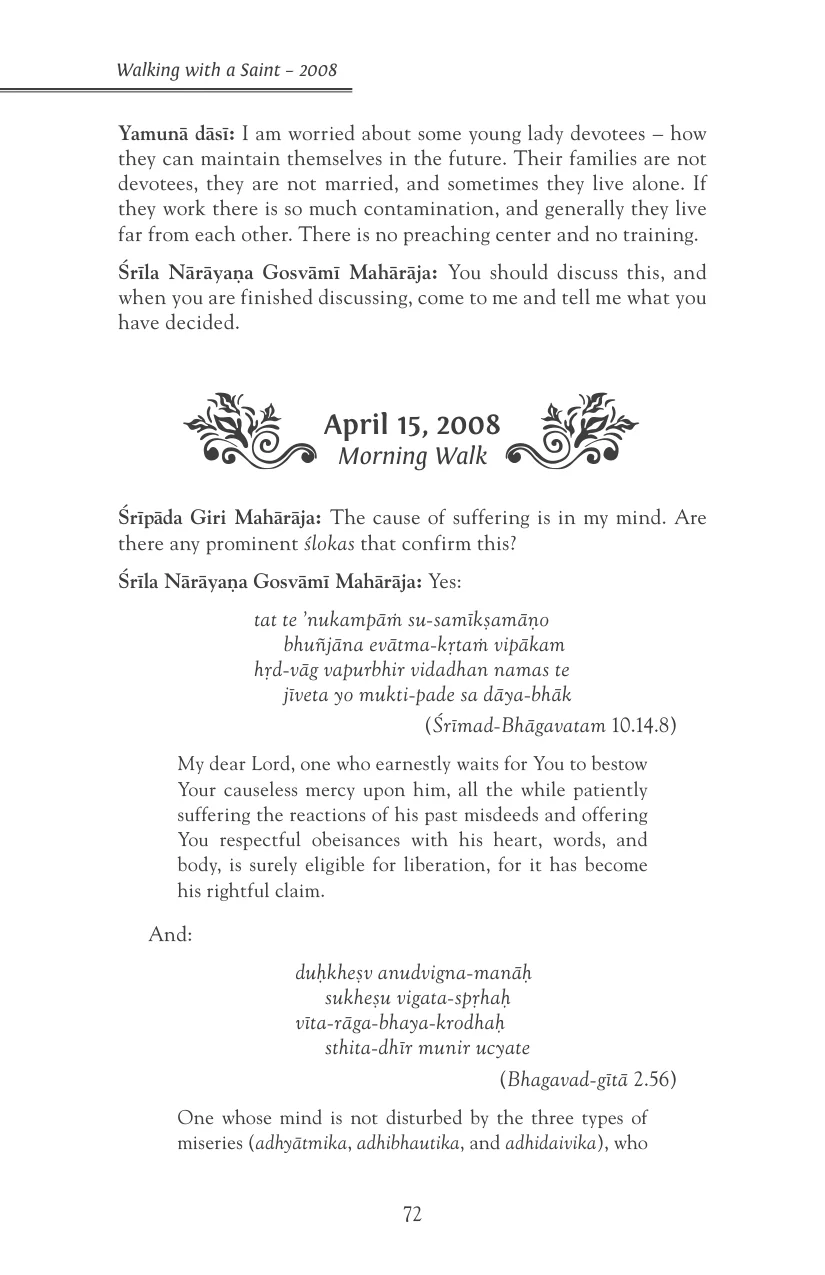 Walking with a Saint – 2008
Yamunā dāsī: I am worried about some young lady devotees – how
they can maintain themselves in the future. Their families are not
devotees, they are not married, and sometimes they live alone. If
they work there is so much contamination, and generally they live
far from each other. There is no preaching center and no training.
Śrīla Nārāyaṇa Gosvāmī Mahārāja: You should discuss this, and
when you are finished discussing, come to me and tell me what you
have decided.
April 15, 2008
Morning Walk
Śrīpāda Giri Mahārāja: The cause of suffering is in my mind. Are
there any prominent ślokas that confirm this?
Śrīla Nārāyaṇa Gosvāmī Mahārāja: Yes:
tat te ’nukampāṁ su-samīkṣamāṇo
bhuñjāna evātma-kṛtaṁ vipākam
hṛd-vāg vapurbhir vidadhan namas te
jīveta yo mukti-pade sa dāya-bhāk
(Śrīmad-Bhāgavatam 10.14.8)
My dear Lord, one who earnestly waits for You to bestow
Your causeless mercy upon him, all the while patiently
suffering the reactions of his past misdeeds and offering
You respectful obeisances with his heart, words, and
body, is surely eligible for liberation, for it has become
his rightful claim.
And:
duḥkheṣv anudvigna-manāḥ
sukheṣu vigata-spṛhaḥ
vīta-rāga-bhaya-krodhaḥ
sthita-dhīr munir ucyate
(Bhagavad-gītā 2.56)
One whose mind is not disturbed by the three types of
miseries (adhyātmika, adhibhautika, and adhidaivika), who
72